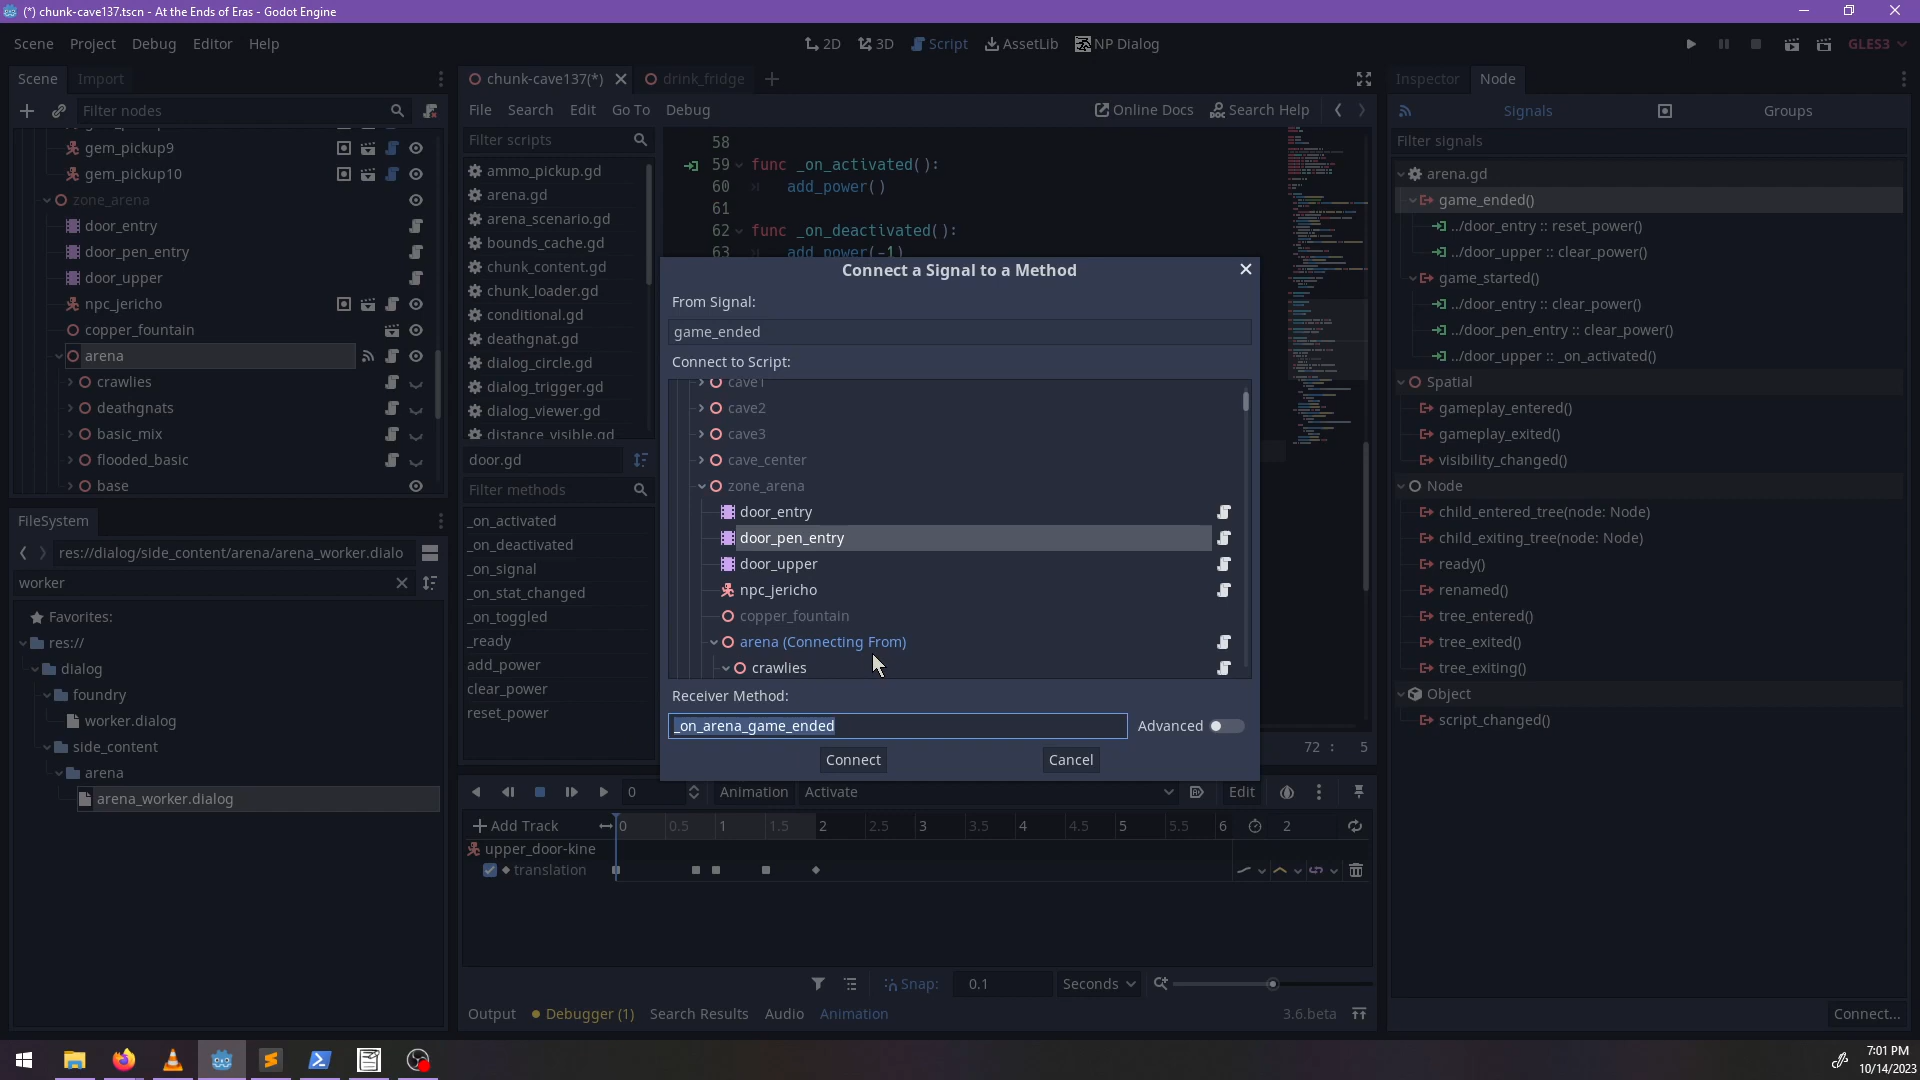 (*) chunk-cave137.tscn - At the Ends of Eras - Godot Engine
Scene Project Debug Editor Help
2D 3D Script AssetLib NP Dialog
GLES3
Scene Import
Filter nodes
gem_pickup9
gem_pickup10
zone_arena
door_entry
door_pen_entry
door_upper
npc_jericho
copper_fountain
arena
crawlies
deathgnats
basic_mix
flooded_basic
base
FileSystem
res://dialog/side_content/arena/arena_worker.dialo
worker
Favorites:
res://
dialog
foundry
worker.dialog
side_content
arena
arena_worker.dialog
chunk-cave137(*) drink_fridge
File Search Edit Go To Debug
Online Docs Search Help
Filter scripts
ammo_pickup.gd
arena.gd
arena_scenario.gd
bounds_cache.gd
chunk_content.gd
chunk_loader.gd
conditional.gd
deathgnat.gd
dialog_circle.gd
dialog_trigger.gd
dialog_viewer.gd
distance_visible.gd
door.gd
Filter methods
_on_activated
_on_deactivated
_on_signal
_on_stat_changed
_on_toggled
_ready
add_power
clear_power
reset_power
58
59 func _on_activated():
60 add_power()
61
62 func _on_deactivated():
63 add_power(-1)
72 : 5
Connect a Signal to a Method
From Signal:
game_ended
Connect to Script:
cave1
cave2
cave3
cave_center
zone_arena
door_entry
door_pen_entry
door_upper
npc_jericho
copper_fountain
arena (Connecting From)
crawlies
Receiver Method:
_on_arena_game_ended
Advanced
Connect Cancel
0 Animation Activate Edit
Add Track
0 0.5 1 1.5 2 2.5 3 3.5 4 4.5 5 5.5 6 2
upper_door-kine
translation
Snap: 0.1 Seconds
Output Debugger (1) Search Results Audio Animation 3.6.beta
Inspector Node
Signals Groups
Filter signals
arena.gd
game_ended()
../door_entry :: reset_power()
../door_upper :: clear_power()
game_started()
../door_entry :: clear_power()
../door_pen_entry :: clear_power()
../door_upper :: _on_activated()
Spatial
gameplay_entered()
gameplay_exited()
visibility_changed()
Node
child_entered_tree(node: Node)
child_exiting_tree(node: Node)
ready()
renamed()
tree_entered()
tree_exited()
tree_exiting()
Object
script_changed()
Connect...
7:01 PM
10/14/2023